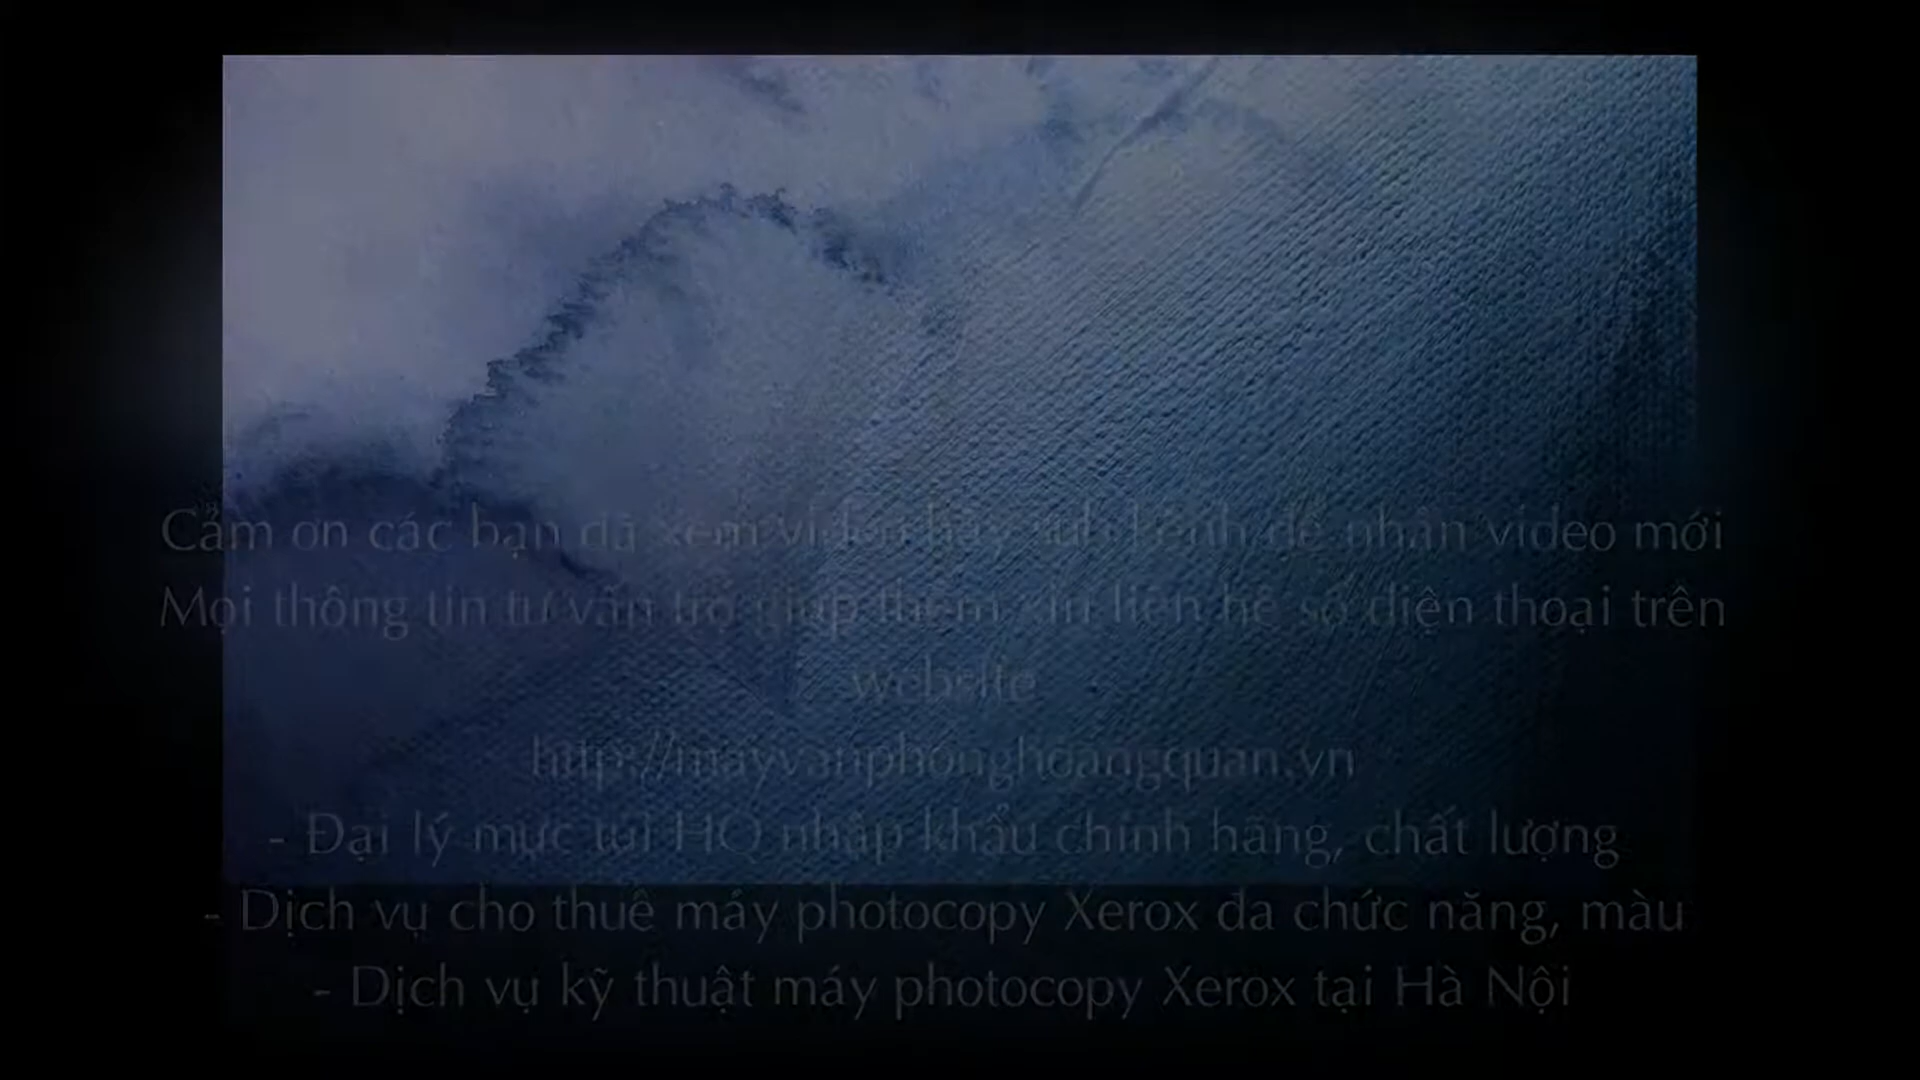 Cảm ơn các bạn đã xem video hãy sub kênh để nhận video mới
Mọi thông tin tư vấn trợ giúp thêm xin liên hệ số điện thoại trên
website
http://mayvanphonghoangquan.vn
- Đại lý mực túi HQ nhập khẩu chính hãng, chất lượng
- Dịch vụ cho thuê máy photocopy Xerox đa chức năng, màu
- Dịch vụ kỹ thuật máy photocopy Xerox tại Hà Nội